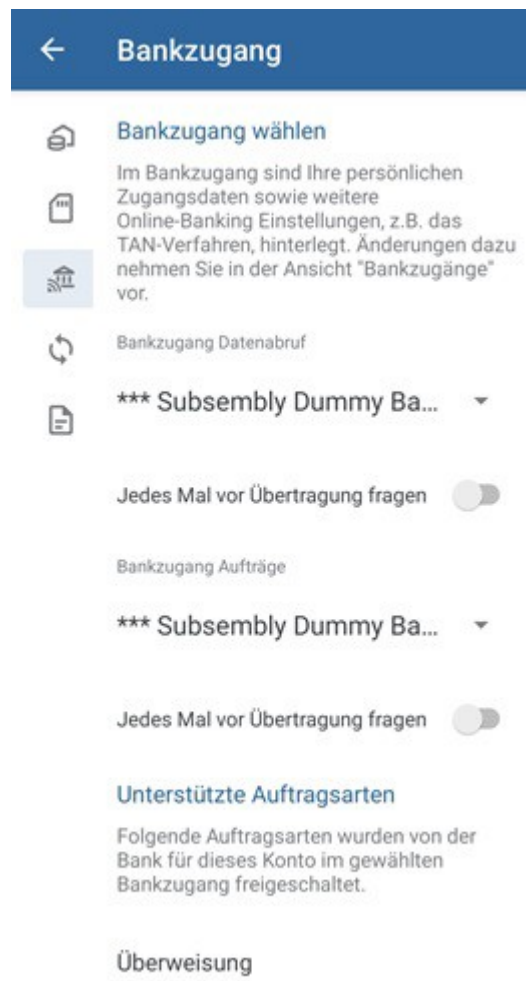 Bankzugang
Bankzugang wählen
Im Bankzugang sind Ihre persönlichen
Zugangsdaten sowie weitere
Online-Banking Einstellungen, z.B. das
TAN-Verfahren, hinterlegt. Änderungen dazu
nehmen Sie in der Ansicht "Bankzugänge"
vor.
Bankzugang Datenabruf
*** Subsembly Dummy Ba...
Jedes Mal vor Übertragung fragen
Bankzugang Aufträge
*** Subsembly Dummy Ba...
Jedes Mal vor Übertragung fragen
Unterstützte Auftragsarten
Folgende Auftragsarten wurden von der
Bank für dieses Konto im gewählten
Bankzugang freigeschaltet.
Überweisung